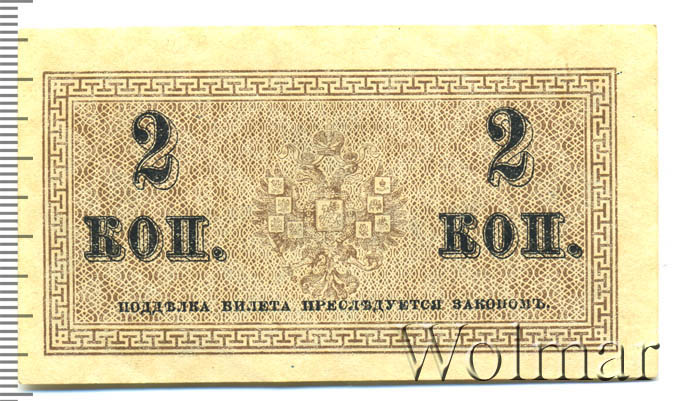 2 2
КОП. КОП.
ПОДДѢЛКА БИЛЕТА ПРЕСЛѢДУЕТСЯ ЗАКОНОМЪ.
Wolmar